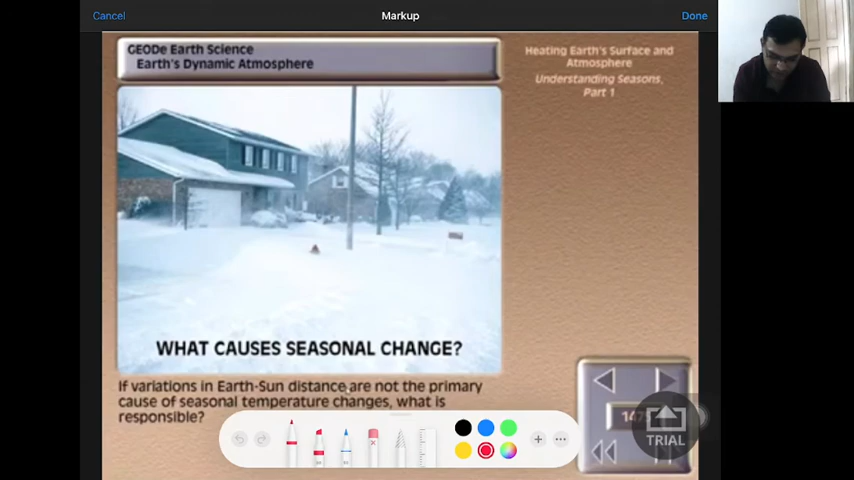 Cancel
Markup
Done
GEODe Earth Science
Earth's Dynamic Atmosphere
Heating Earth's Surface and
Atmosphere
Understanding Seasons,
Part 1
WHAT CAUSES SEASONAL CHANGE?
If variations in Earth-Sun distance are not the primary
cause of seasonal temperature changes, what is
responsible?
TRIAL